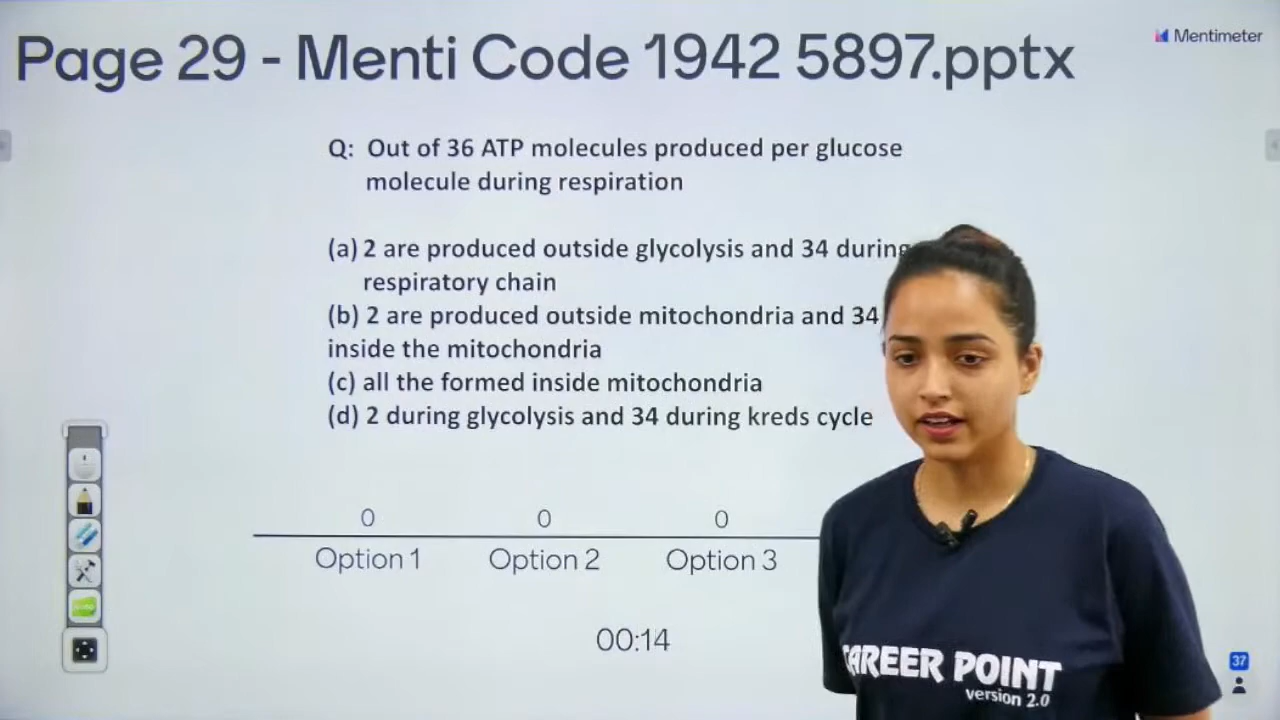 Page 29 - Menti Code 1942 5897.pptx
Mentimeter
Q: Out of 36 ATP molecules produced per glucose
molecule during respiration
(a) 2 are produced outside glycolysis and 34 during
respiratory chain
(b) 2 are produced outside mitochondria and 34
inside the mitochondria
(c) all the formed inside mitochondria
(d) 2 during glycolysis and 34 during kreds cycle
0
0
0
Option 1
Option 2
Option 3
00:14
CAREER POINT
version 2.0
37